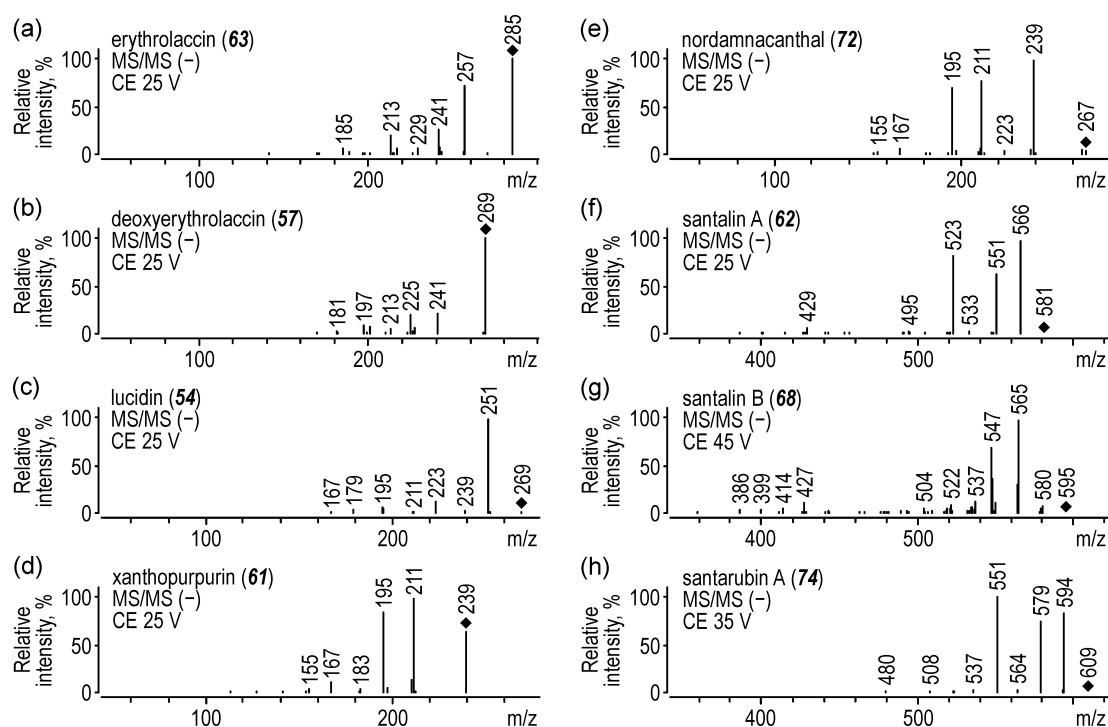 (a)
erythrolaccin (63)
MS/MS (−)
CE 25 V
Relative
intensity, %
100
50
0
185
213
229
241
257
285
100
200
m/z
(b)
deoxyerythrolaccin (57)
MS/MS (−)
CE 25 V
Relative
intensity, %
100
50
0
181
197
213
225
241
269
100
200
m/z
(c)
lucidin (54)
MS/MS (−)
CE 25 V
Relative
intensity, %
100
50
0
167
179
195
211
223
239
251
269
100
200
m/z
(d)
xanthopurpurin (61)
MS/MS (−)
CE 25 V
Relative
intensity, %
100
50
0
155
167
183
195
211
239
100
200
m/z
(e)
nordamnacanthal (72)
MS/MS (−)
CE 25 V
Relative
intensity, %
100
50
0
155
167
195
211
223
239
267
100
200
m/z
(f)
santalin A (62)
MS/MS (−)
CE 25 V
Relative
intensity, %
100
50
0
429
495
523
533
551
566
581
400
500
m/z
(g)
santalin B (68)
MS/MS (−)
CE 45 V
Relative
intensity, %
100
50
0
386
399
414
427
504
522
537
547
565
580
595
400
500
m/z
(h)
santarubin A (74)
MS/MS (−)
CE 35 V
Relative
intensity, %
100
50
0
480
508
537
551
564
579
594
609
400
500
m/z